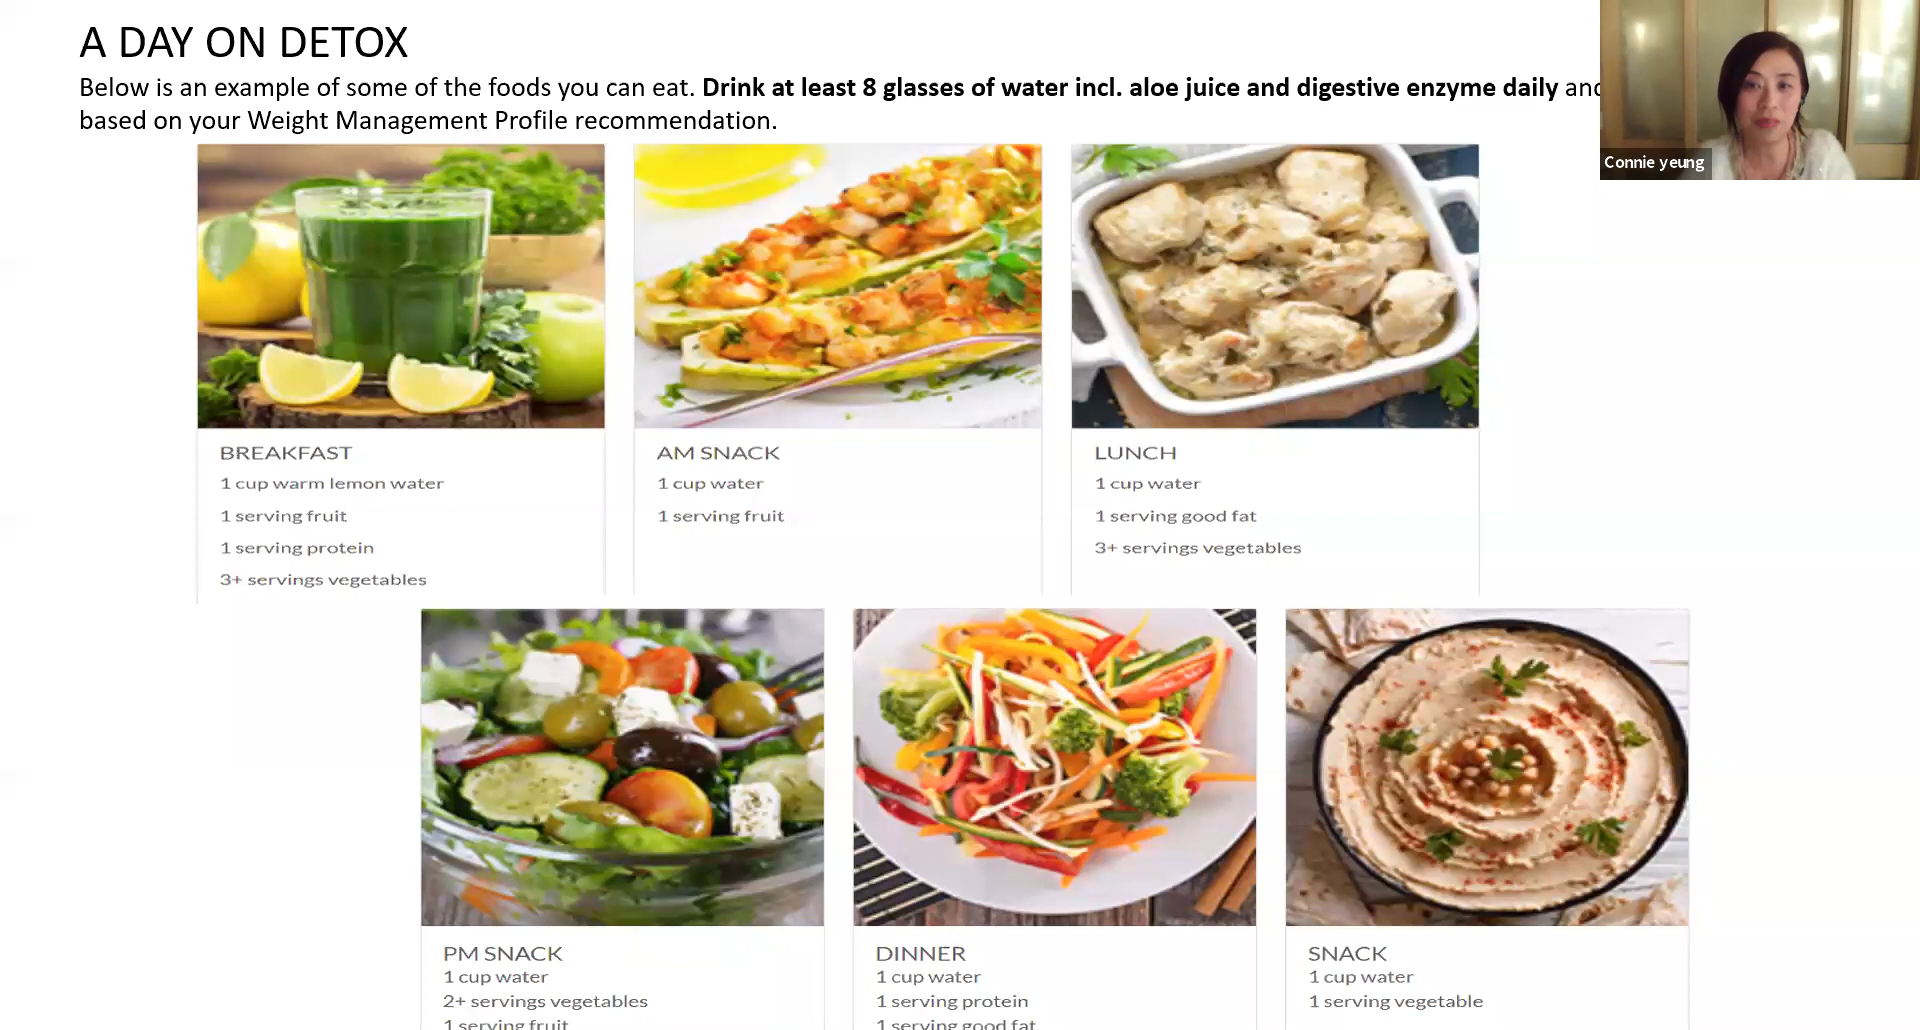 A DAY ON DETOX
Below is an example of some of the foods you can eat. Drink at least 8 glasses of water incl. aloe juice and digestive enzyme daily and
based on your Weight Management Profile recommendation.
Connie yeung
BREAKFAST
1 cup warm lemon water
1 serving fruit
1 serving protein
3+ servings vegetables
AM SNACK
1 cup water
1 serving fruit
LUNCH
1 cup water
1 serving good fat
3+ servings vegetables
PM SNACK
1 cup water
2+ servings vegetables
1 serving fruit
DINNER
1 cup water
1 serving protein
1 serving good fat
SNACK
1 cup water
1 serving vegetable